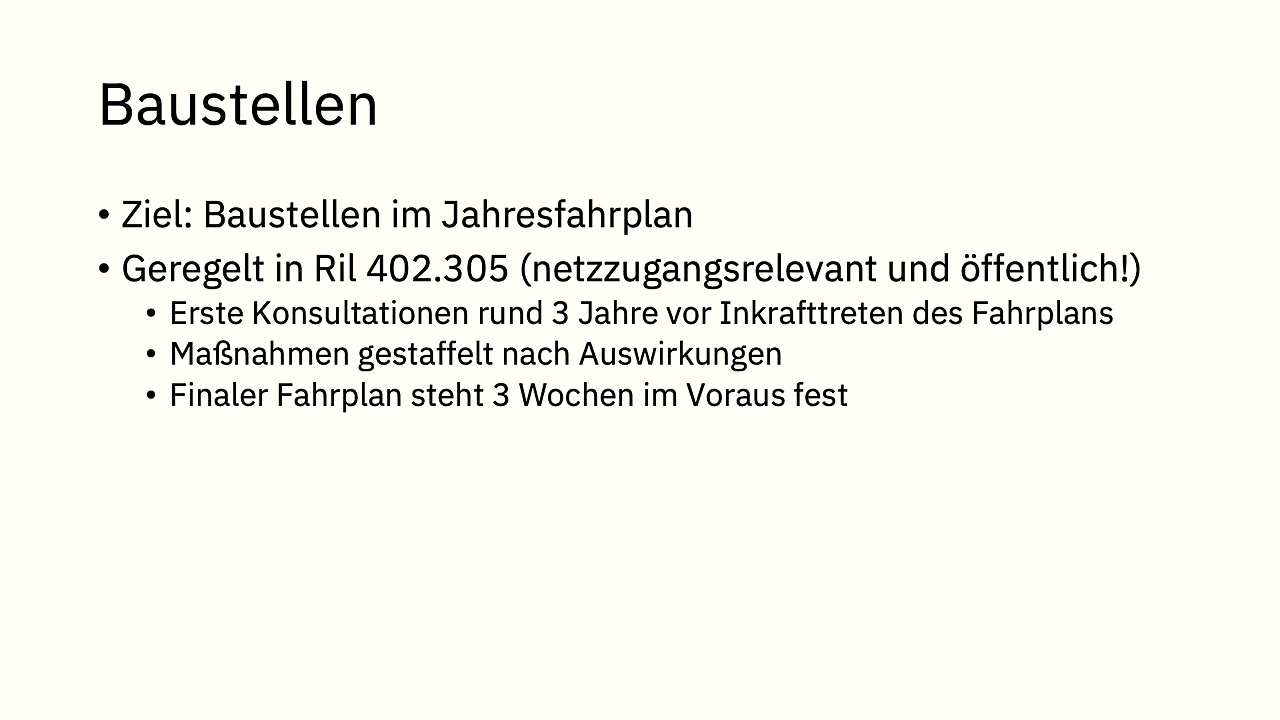 Baustellen
• Ziel: Baustellen im Jahresfahrplan
• Geregelt in Ril 402.305 (netzzugangsrelevant und öffentlich!)
• Erste Konsultationen rund 3 Jahre vor Inkrafttreten des Fahrplans
• Maßnahmen gestaffelt nach Auswirkungen
• Finaler Fahrplan steht 3 Wochen im Voraus fest